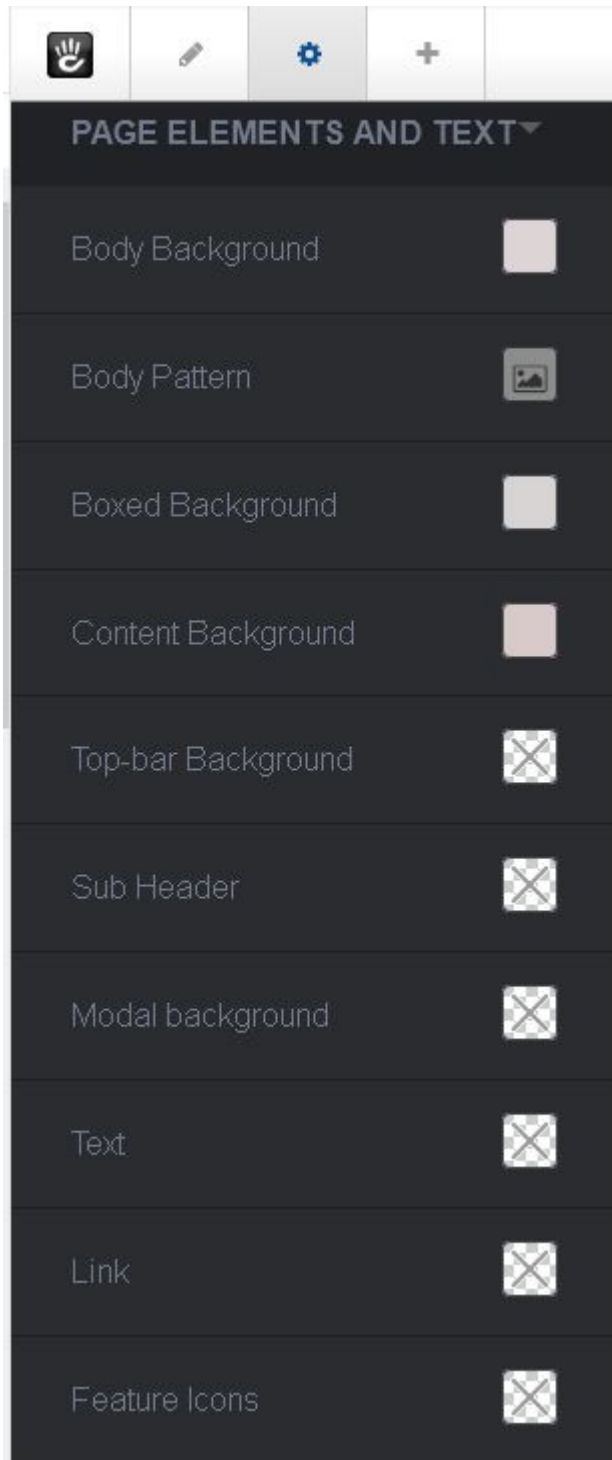 PAGE ELEMENTS AND TEXT
Body Background
Body Pattern
Boxed Background
Content Background
Top-bar Background
Sub Header
Modal background
Text
Link
Feature Icons